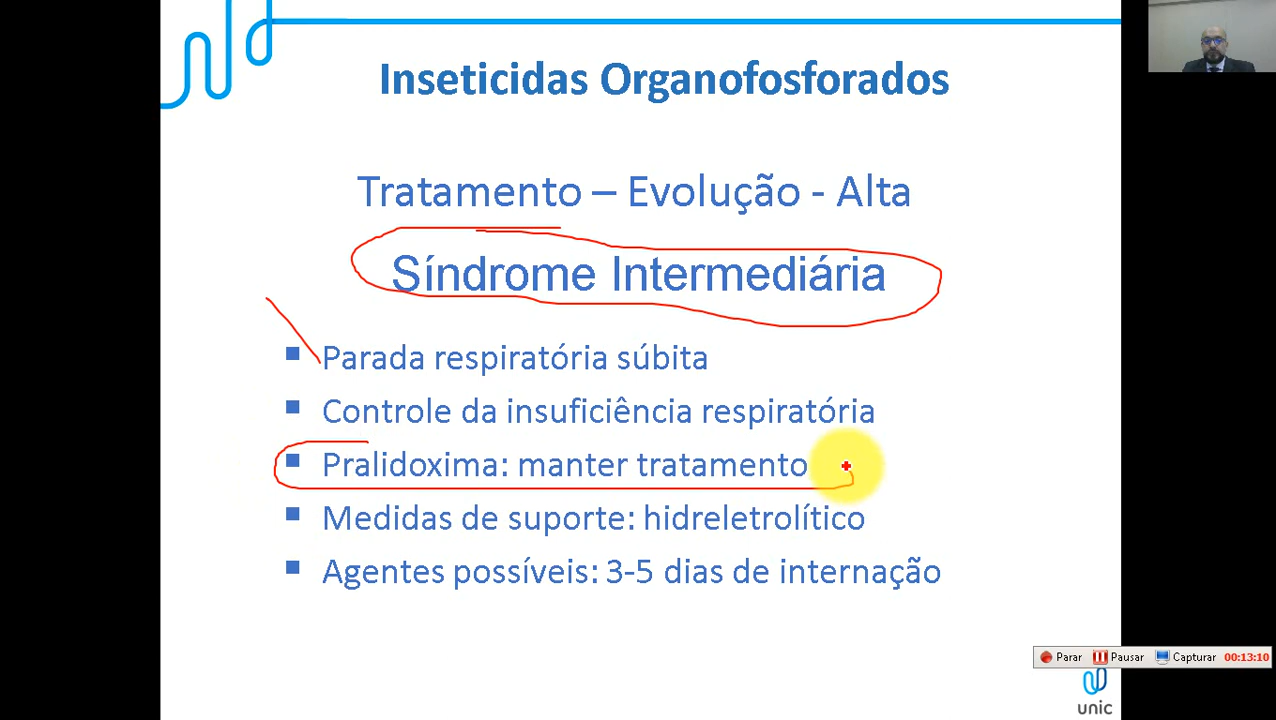 Inseticidas Organofosforados
Tratamento – Evolução - Alta
Síndrome Intermediária
Parada respiratória súbita
Controle da insuficiência respiratória
Pralidoxima: manter tratamento
Medidas de suporte: hidreletrolítico
Agentes possíveis: 3-5 dias de internação
Parar Pausar Capturar 00:13:10
unic